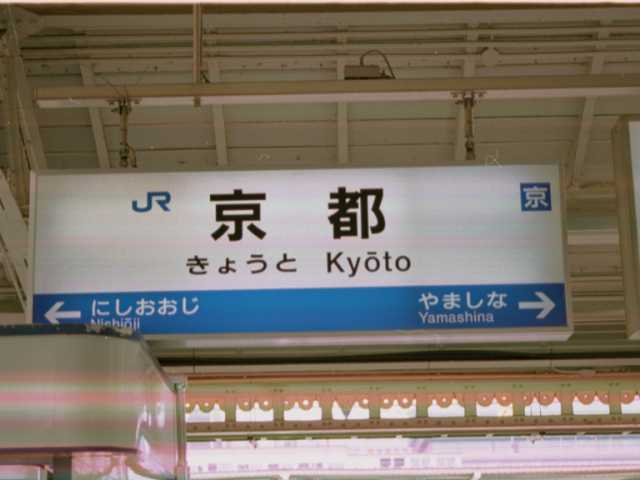 JR 京都 京
きょうと Kyōto
← にしおおじ やましな →
Nishiōji Yamashina